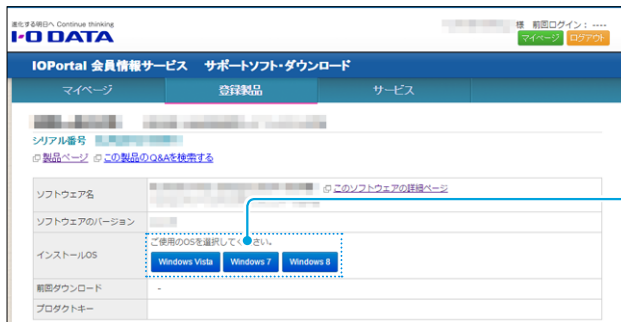 進化する明日へ Continue thinking
I-O DATA
様 前回ログイン： ----
マイページ ログアウト
IOPortal 会員情報サービス サポートソフト・ダウンロード
マイページ 登録製品 サービス
シリアル番号
製品ページ この製品のQ&Aを検索する
ソフトウェア名 このソフトウェアの詳細ページ
ソフトウェアのバージョン
インストールOS ご使用のOSを選択してください。
Windows Vista Windows 7 Windows 8
前回ダウンロード -
プロダクトキー